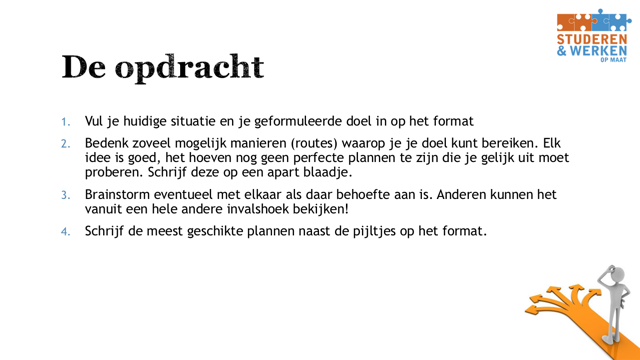 STUDEREN
& WERKEN
OP MAAT
De opdracht
1. Vul je huidige situatie en je geformuleerde doel in op het format
2. Bedenk zoveel mogelijk manieren (routes) waarop je je doel kunt bereiken. Elk
idee is goed, het hoeven nog geen perfecte plannen te zijn die je gelijk uit moet
proberen. Schrijf deze op een apart blaadje.
3. Brainstorm eventueel met elkaar als daar behoefte aan is. Anderen kunnen het
vanuit een hele andere invalshoek bekijken!
4. Schrijf de meest geschikte plannen naast de pijltjes op het format.